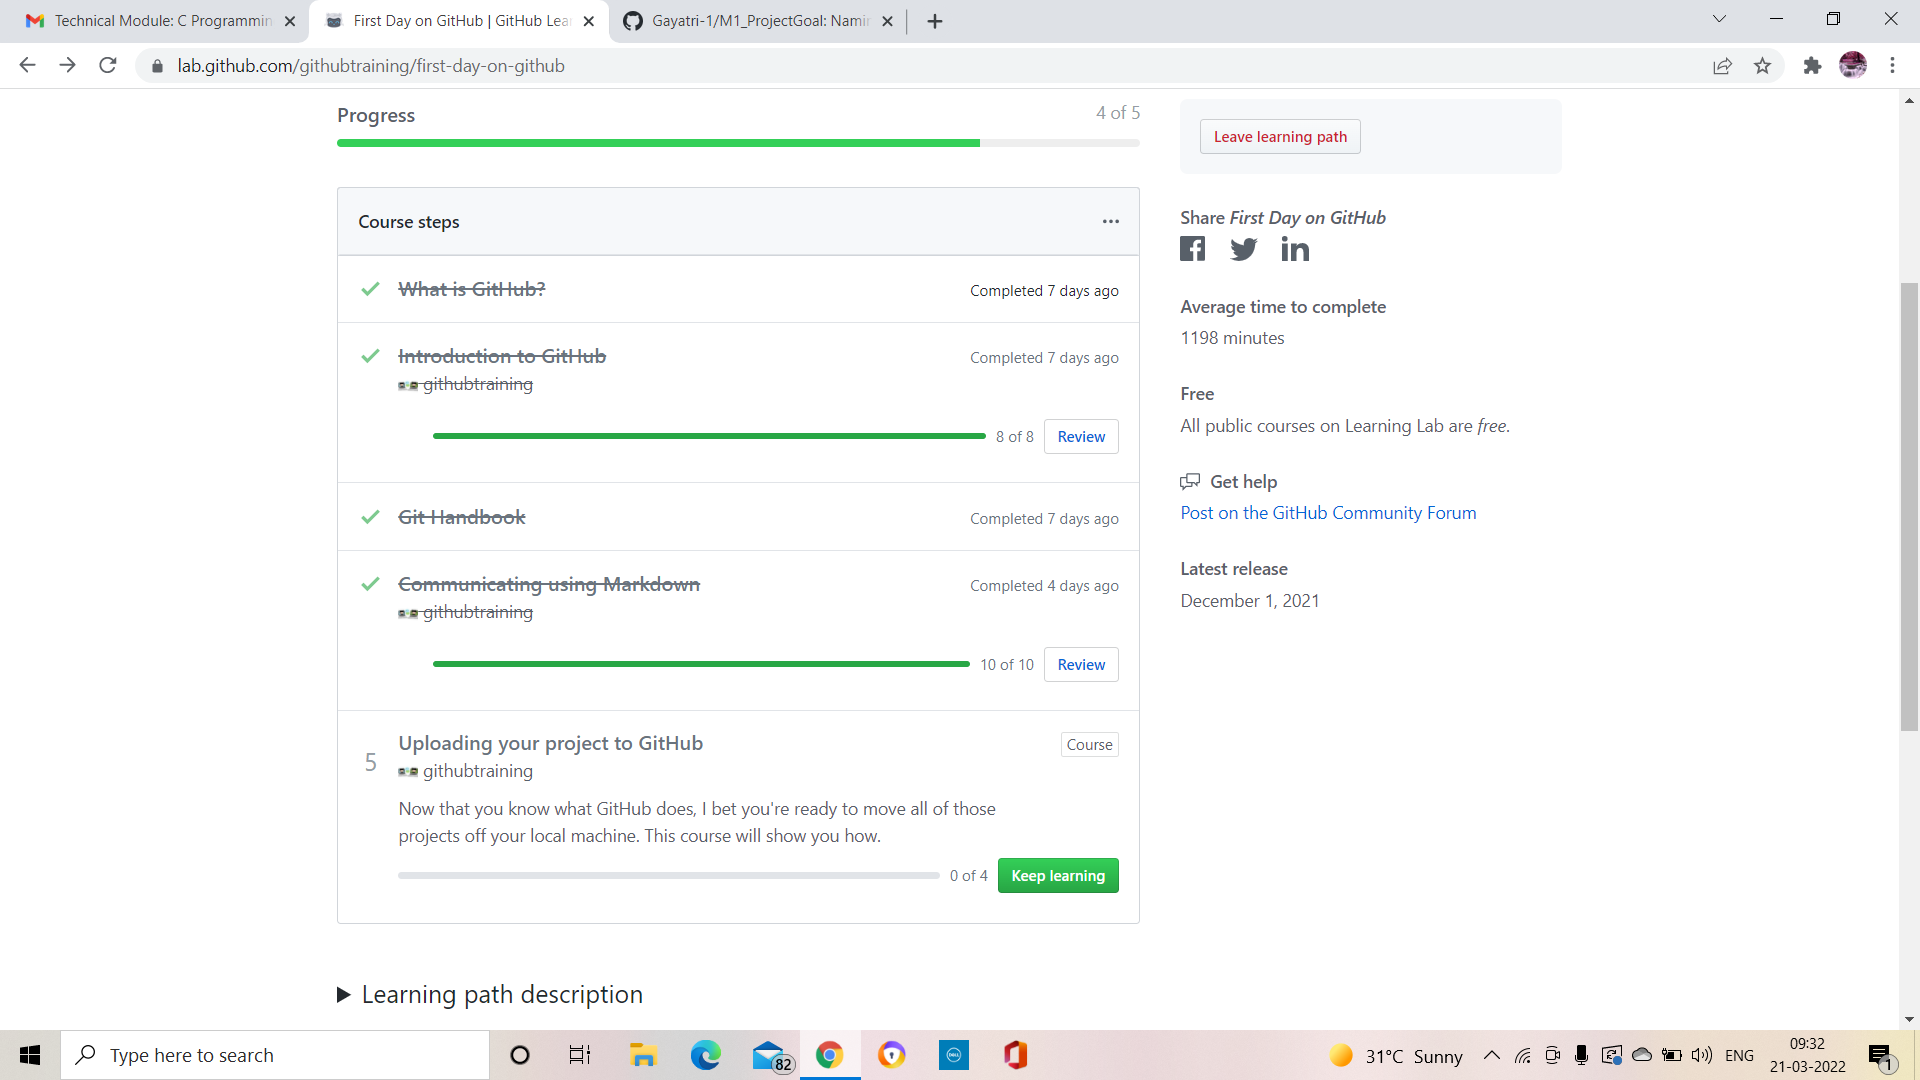 Technical Module: C Programmin
First Day on GitHub | GitHub Lea
Gayatri-1/M1_ProjectGoal: Namin
lab.github.com/githubtraining/first-day-on-github
Progress
4 of 5
Leave learning path
Course steps
What is GitHub?
Completed 7 days ago
Introduction to GitHub
Completed 7 days ago
githubtraining
8 of 8
Review
Git Handbook
Completed 7 days ago
Communicating using Markdown
Completed 4 days ago
githubtraining
10 of 10
Review
5
Uploading your project to GitHub
Course
githubtraining
Now that you know what GitHub does, I bet you're ready to move all of those
projects off your local machine. This course will show you how.
0 of 4
Keep learning
Learning path description
Share First Day on GitHub
Average time to complete
1198 minutes
Free
All public courses on Learning Lab are free.
Get help
Post on the GitHub Community Forum
Latest release
December 1, 2021
Type here to search
82
DELL
31°C Sunny
ENG
09:32
21-03-2022
1